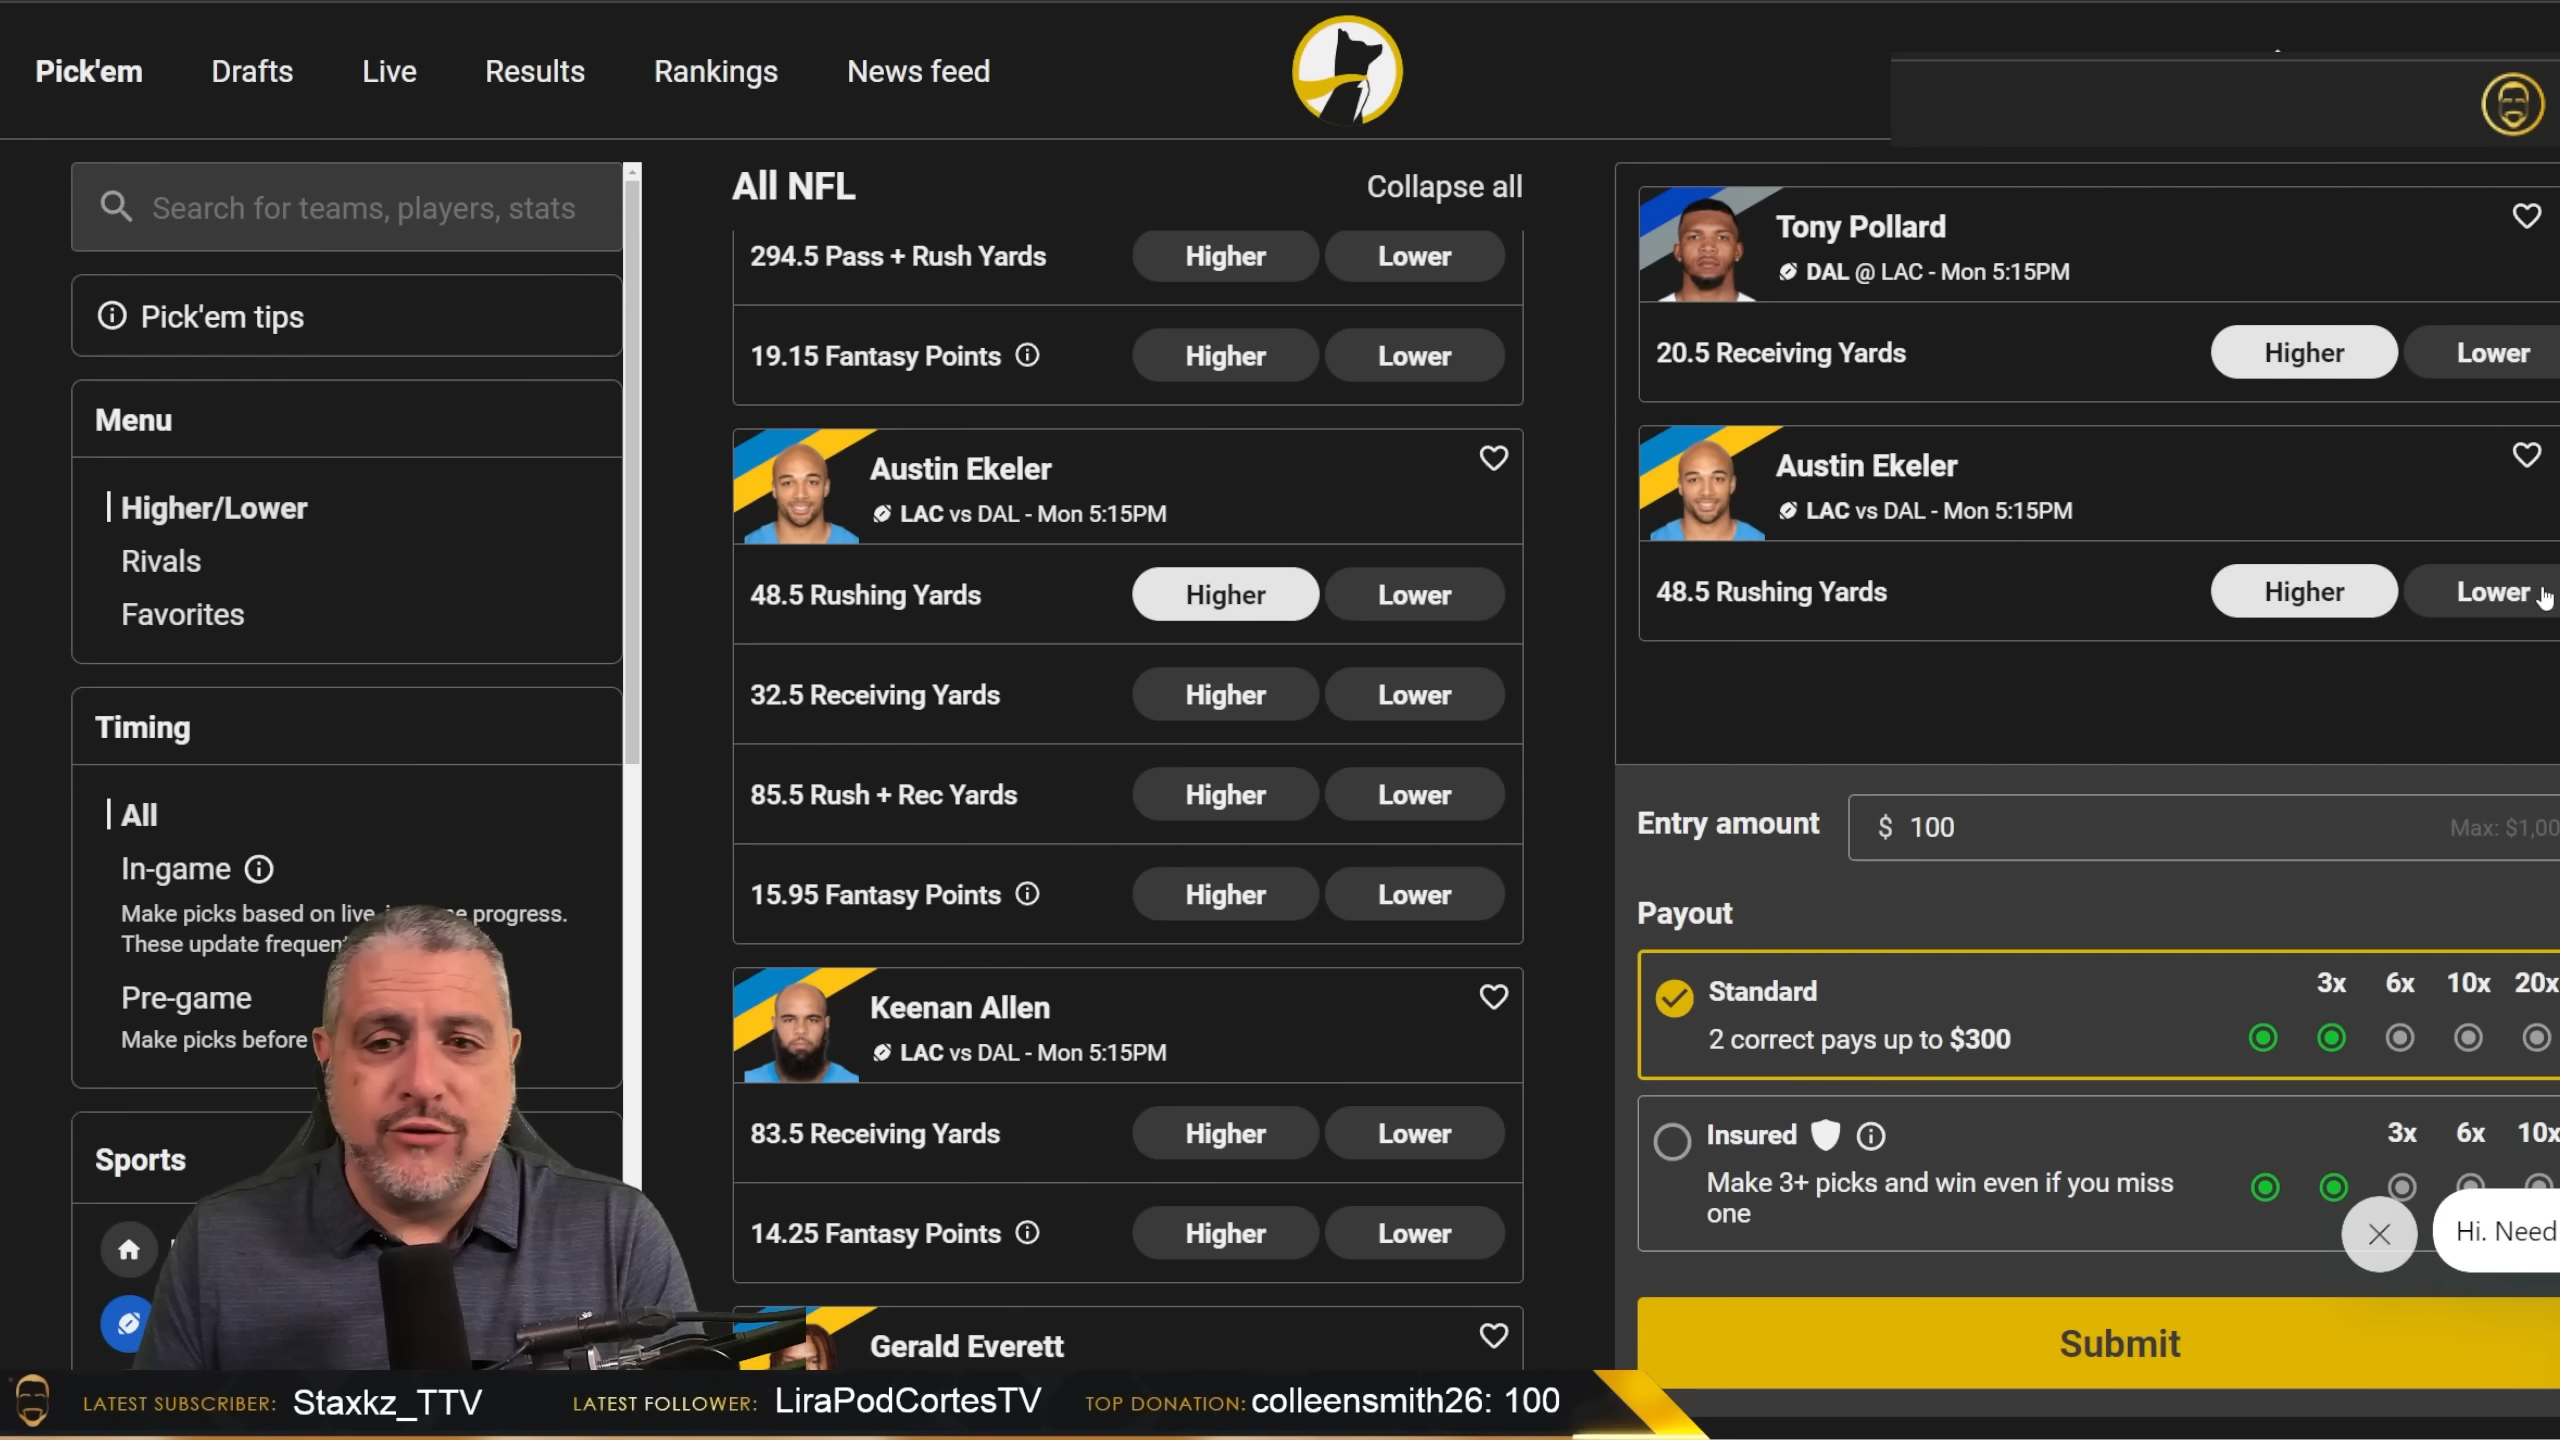 Pick'em
Drafts
Live
Results
Rankings
News feed
Search for teams, players, stats
Pick'em tips
Menu
Higher/Lower
Rivals
Favorites
Timing
All
In-game
Make picks based on live, progress.
These update
Pre-game
Make picks before
Sports
All NFL
Collapse all
294.5 Pass + Rush Yards
Higher
Lower
19.15 Fantasy Points
Higher
Lower
Austin Ekeler
LAC vs DAL - Mon 5:15PM
48.5 Rushing Yards
Higher
Lower
32.5 Receiving Yards
Higher
Lower
85.5 Rush + Rec Yards
Higher
Lower
15.95 Fantasy Points
Higher
Lower
Keenan Allen
LAC vs DAL - Mon 5:15PM
83.5 Receiving Yards
Higher
Lower
14.25 Fantasy Points
Higher
Lower
Gerald Everett
Tony Pollard
DAL @ LAC - Mon 5:15PM
20.5 Receiving Yards
Higher
Lower
Austin Ekeler
LAC vs DAL - Mon 5:15PM
48.5 Rushing Yards
Higher
Lower
Entry amount
$ 100
Max: $1,00
Payout
Standard
3x 6x 10x 20x
2 correct pays up to $300
Insured
3x 6x 10x
Make 3+ picks and win even if you miss
one
Hi. Need
Submit
LATEST SUBSCRIBER: Staxkz_TTV
LATEST FOLLOWER: LiraPodCortesTV
TOP DONATION: colleensmith26: 100